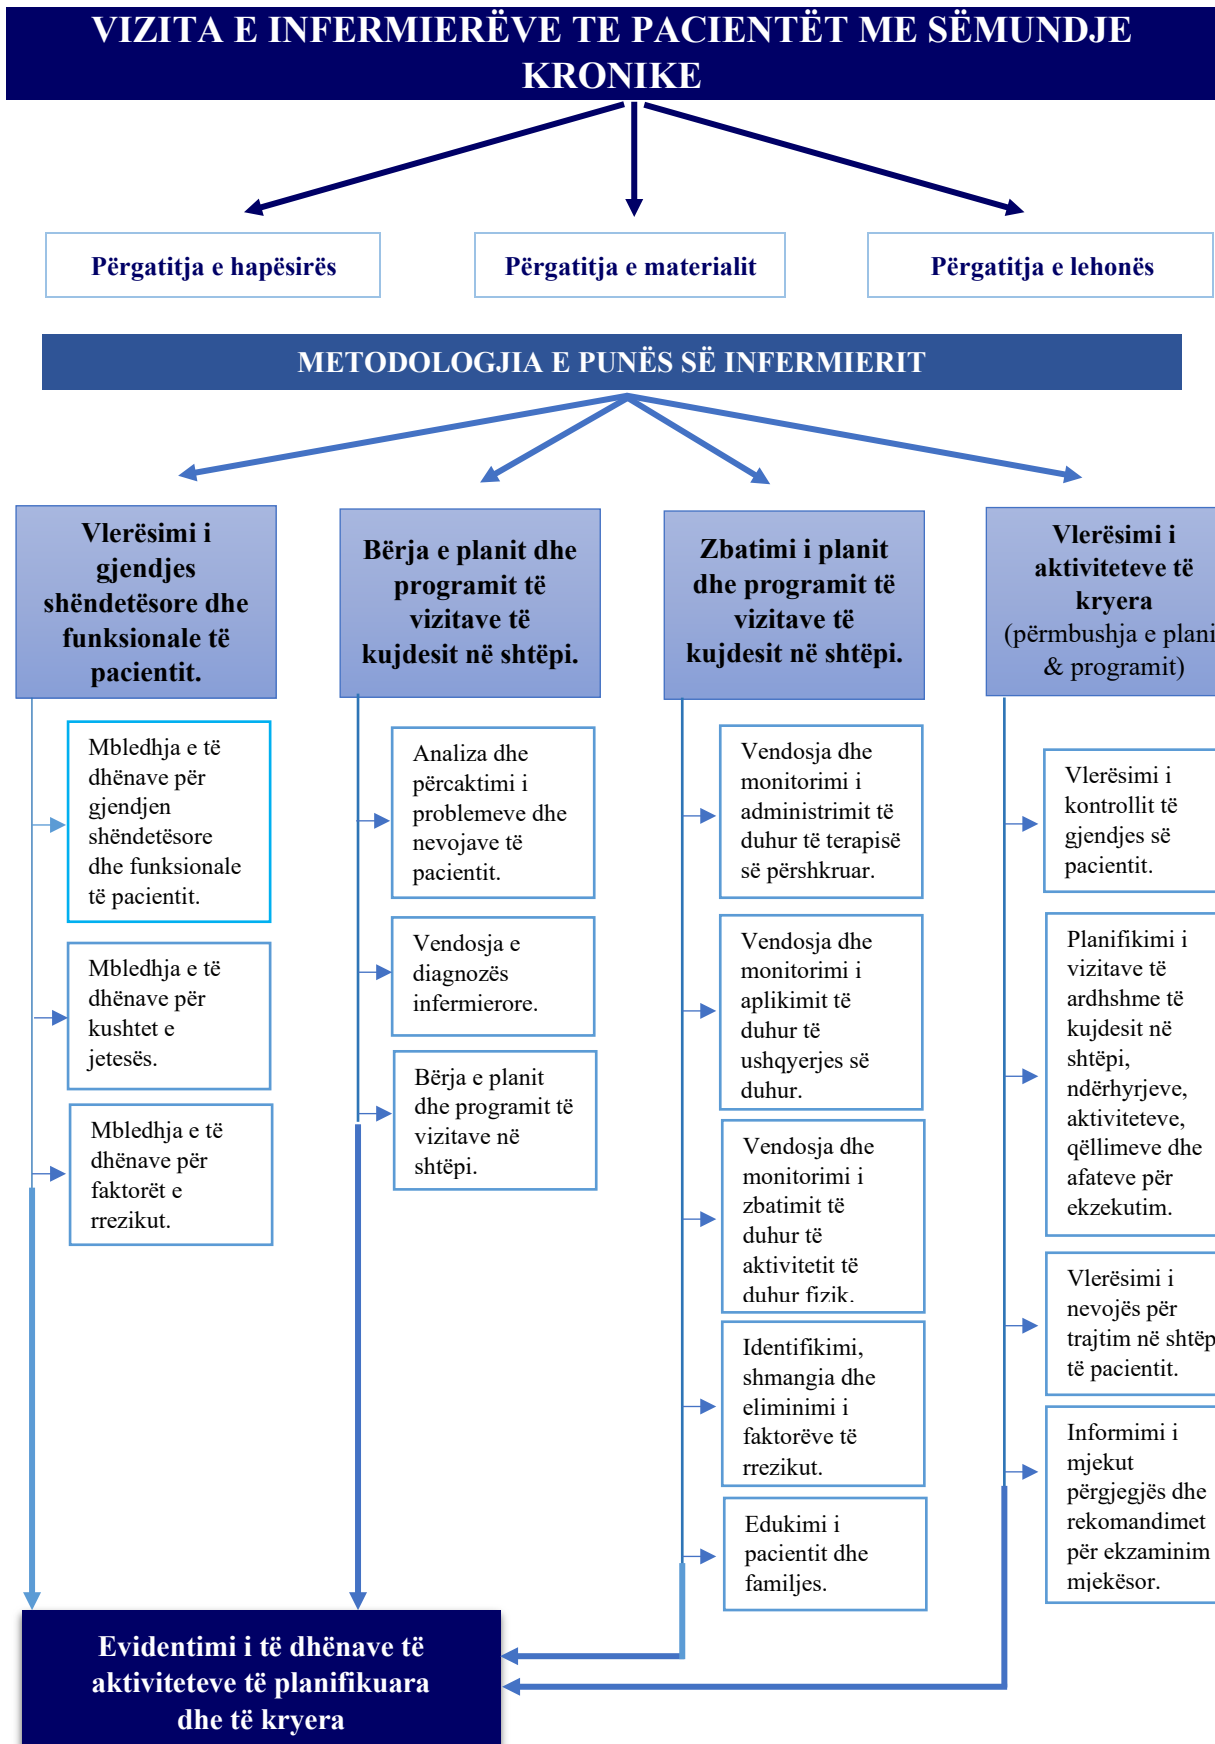 VIZITA E INFERMIERËVE TE PACIENTËT ME SËMUNDJE
KRONIKE
Përgatitja e hapësirës
Përgatitja e materialit
Përgatitja e lehonës
METODOLOGJIA E PUNËS SË INFERMIERIT
Vlerësimi i
gjendjes
shëndetësore dhe
funksionale të
pacientit.
Mbledhja e të
dhënave për
gjendjen
shëndetësore
dhe funksionale
të pacientit.
Mbledhja e të
dhënave për
kushtet e
jetesës.
Mbledhja e të
dhënave për
faktorët e
rrezikut.
Bërja e planit dhe
programit të
vizitave të
kujdesit në shtëpi.
Analiza dhe
përcaktimi i
problemeve dhe
nevojave të
pacientit.
Vendosja e
diagnozës
infermierore.
Bërja e planit
dhe programit të
vizitave në
shtëpi.
Zbatimi i planit
dhe programit të
vizitave të
kujdesit në shtëpi.
Vendosja dhe
monitorimi i
administrimit të
duhur të terapisë
së përshkruar.
Vendosja dhe
monitorimi i
aplikimit të
duhur të
ushqyerjes së
duhur.
Vendosja dhe
monitorimi i
zbatimit të
duhur të
aktivitetit të
duhur fizik.
Identifikimi,
shmangia dhe
eliminimi i
faktorëve të
rrezikut.
Edukimi i
pacientit dhe
familjes.
Vlerësimi i
aktiviteteve të
kryera
(përmbushja e plani
& programit)
Vlerësimi i
kontrollit të
gjendjes së
pacientit.
Planifikimi i
vizitave të
ardhshme të
kujdesit në
shtëpi,
ndërhyrjeve,
aktiviteteve,
qëllimeve dhe
afateve për
ekzekutim.
Vlerësimi i
nevojës për
trajtim në shtëp
të pacientit.
Informimi i
mjekut
përgjegjës dhe
rekomandimet
për ekzaminim
mjekësor.
Evidentimi i të dhënave të
aktiviteteve të planifikuara
dhe të kryera